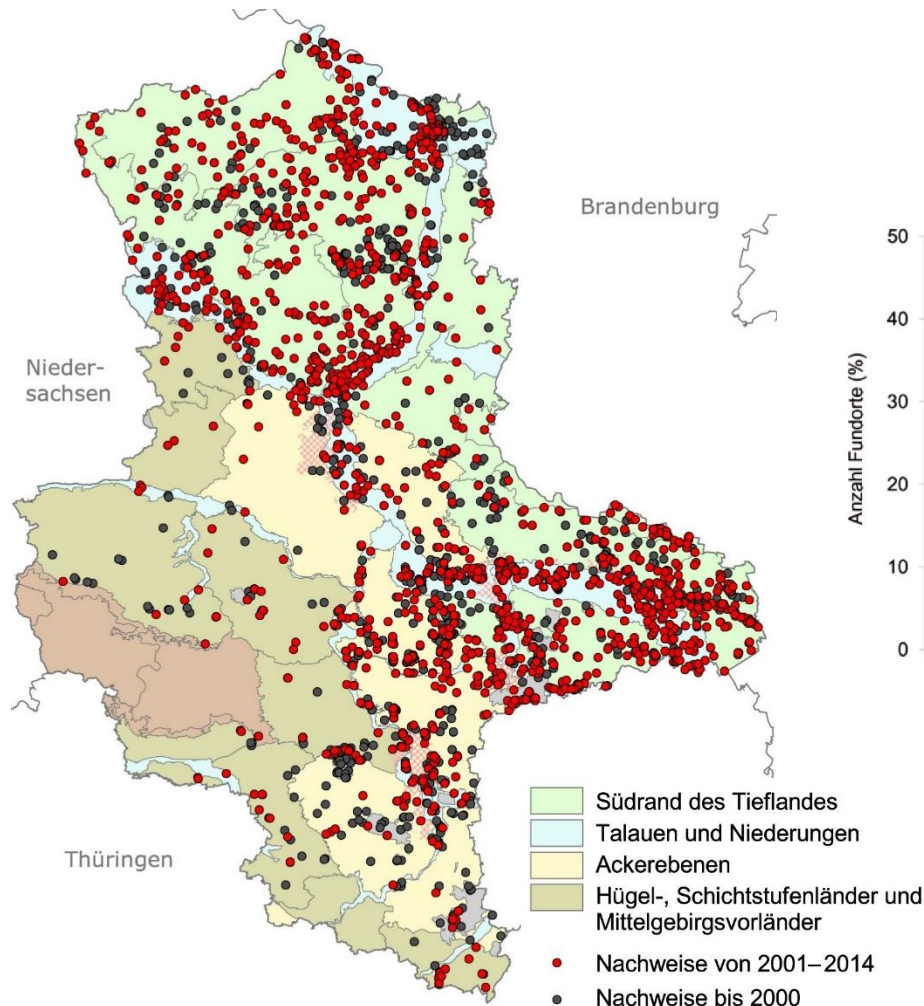 Brandenburg
Nieder-
sachsen
Thüringen
50
40
30
20
10
0
Anzahl Fundorte (%)
Südrand des Tieflandes
Talauen und Niederungen
Ackerebenen
Hügel-, Schichtstufenländer und
Mittelgebirgsvorländer
Nachweise von 2001–2014
Nachweise bis 2000